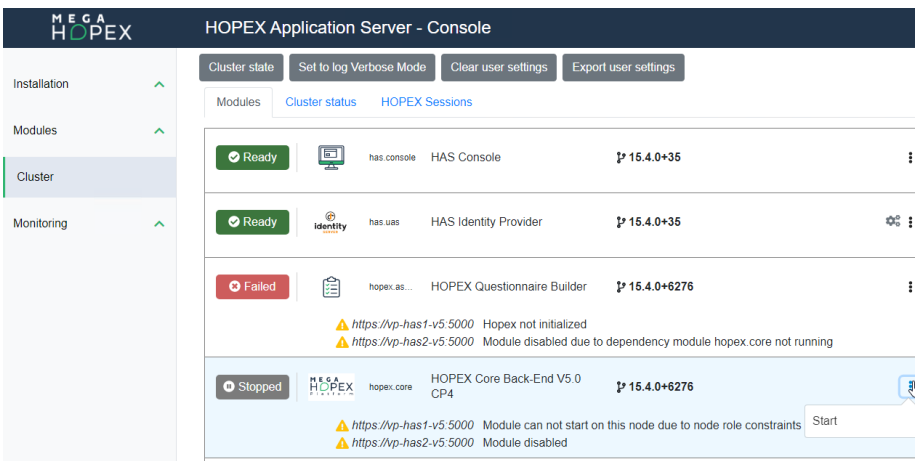 MEGA
HOPEX
HOPEX Application Server - Console
Installation
Modules
Cluster
Monitoring
Cluster state
Set to log Verbose Mode
Clear user settings
Export user settings
Modules
Cluster status
HOPEX Sessions
Ready
has.console
HAS Console
15.4.0+35
Ready
identity
has.uas
HAS Identity Provider
15.4.0+35
Failed
hopex.as...
HOPEX Questionnaire Builder
15.4.0+6276
https://vp-has1-v5:5000 Hopex not initialized
https://vp-has2-v5:5000 Module disabled due to dependency module hopex.core not running
Stopped
MEGA
HOPEX
Platform
hopex.core
HOPEX Core Back-End V5.0
CP4
15.4.0+6276
Start
https://vp-has1-v5:5000 Module can not start on this node due to node role constraints
https://vp-has2-v5:5000 Module disabled